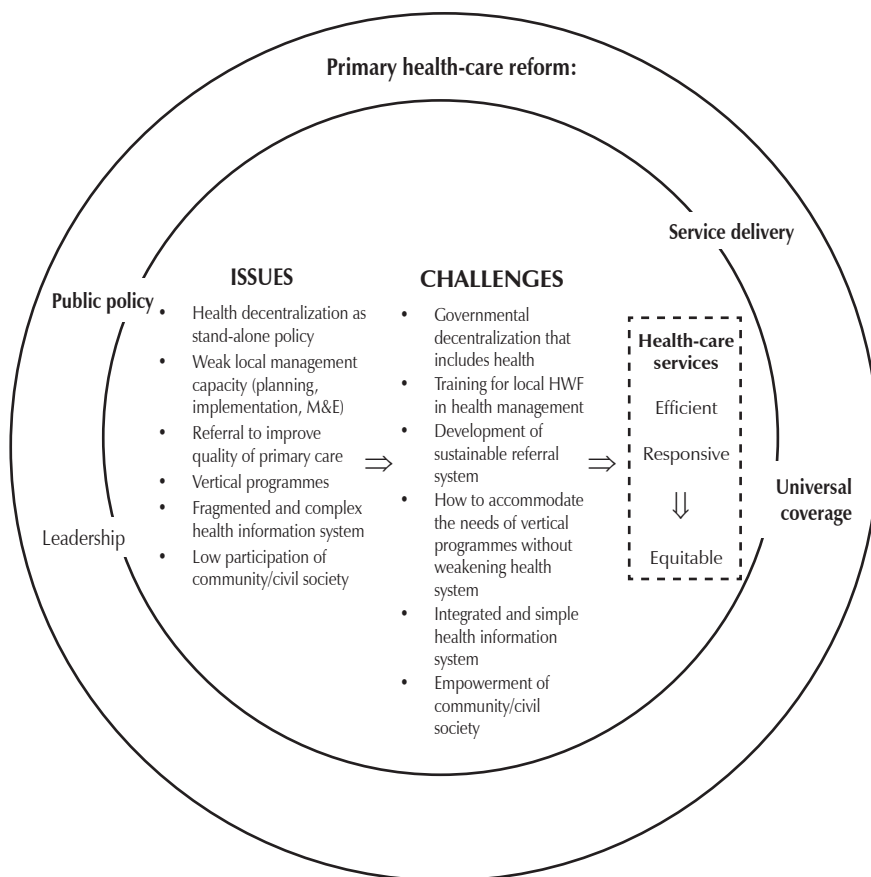 Primary health-care reform:
Service delivery
Public policy
Leadership
Universal
coverage
ISSUES
• Health decentralization as
stand-alone policy
• Weak local management
capacity (planning,
implementation, M&E)
• Referral to improve
quality of primary care
• Vertical programmes
• Fragmented and complex
health information system
• Low participation of
community/civil society
⇒
CHALLENGES
• Governmental
decentralization that
includes health
• Training for local HWF
in health management
• Development of
sustainable referral
system
• How to accommodate
the needs of vertical
programmes without
weakening health
system
• Integrated and simple
health information
system
• Empowerment of
community/civil
society
⇒
Health-care
services
Efficient
Responsive
⇓
Equitable